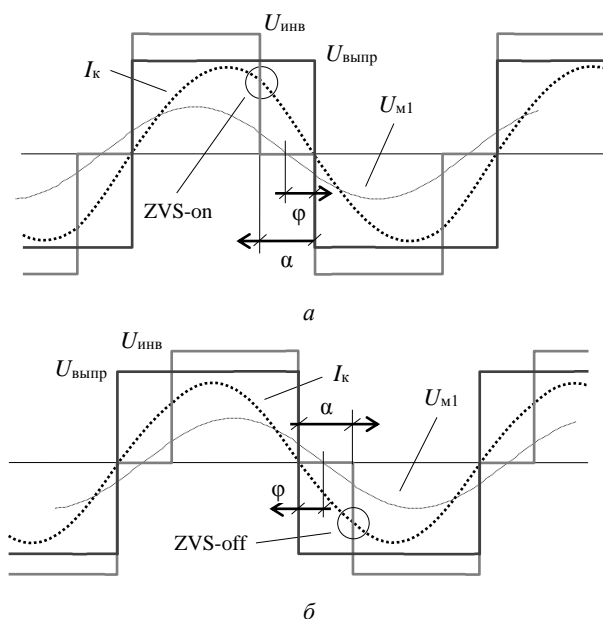 Uинв
Iк
Uвыпр
Uм1
ZVS-on
φ
α
а
Uинв
Uвыпр
Iк
α
Uм1
φ
ZVS-off
б